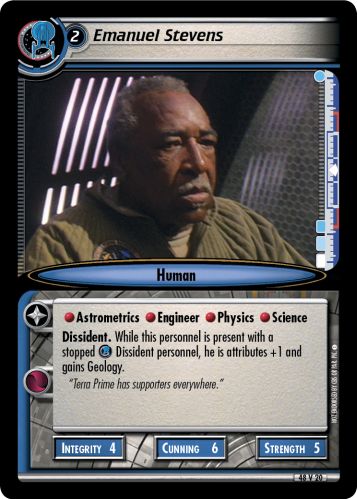 2 Emanuel Stevens
Human
Astrometrics Engineer Physics Science
Dissident. While this personnel is present with a
stopped Dissident personnel, he is attributes +1 and
gains Geology.
"Terra Prime has supporters everywhere."
INTEGRITY 4 CUNNING 6 STRENGTH 5
48 V 20